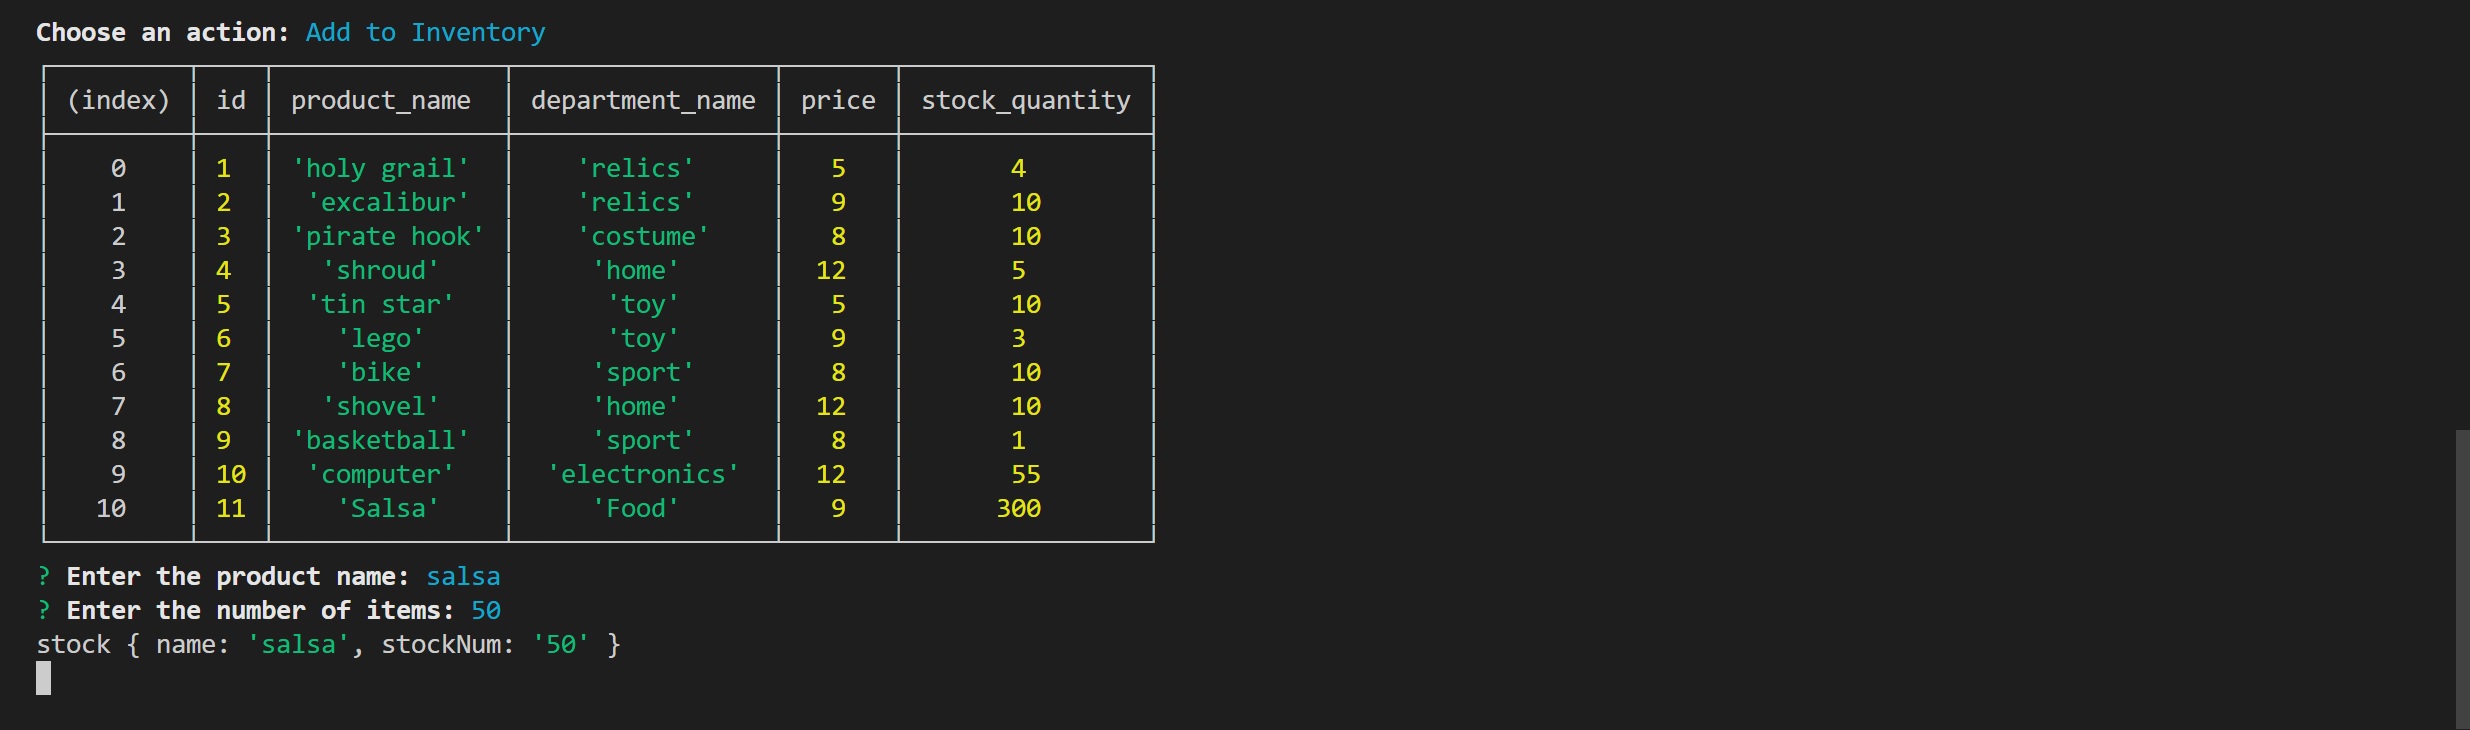 Choose an action: Add to Inventory
(index) id product_name department_name price stock_quantity
0 1 'holy grail' 'relics' 5 4
1 2 'excalibur' 'relics' 9 10
2 3 'pirate hook' 'costume' 8 10
3 4 'shroud' 'home' 12 5
4 5 'tin star' 'toy' 5 10
5 6 'lego' 'toy' 9 3
6 7 'bike' 'sport' 8 10
7 8 'shovel' 'home' 12 10
8 9 'basketball' 'sport' 8 1
9 10 'computer' 'electronics' 12 55
10 11 'Salsa' 'Food' 9 300
? Enter the product name: salsa
? Enter the number of items: 50
stock { name: 'salsa', stockNum: '50' }